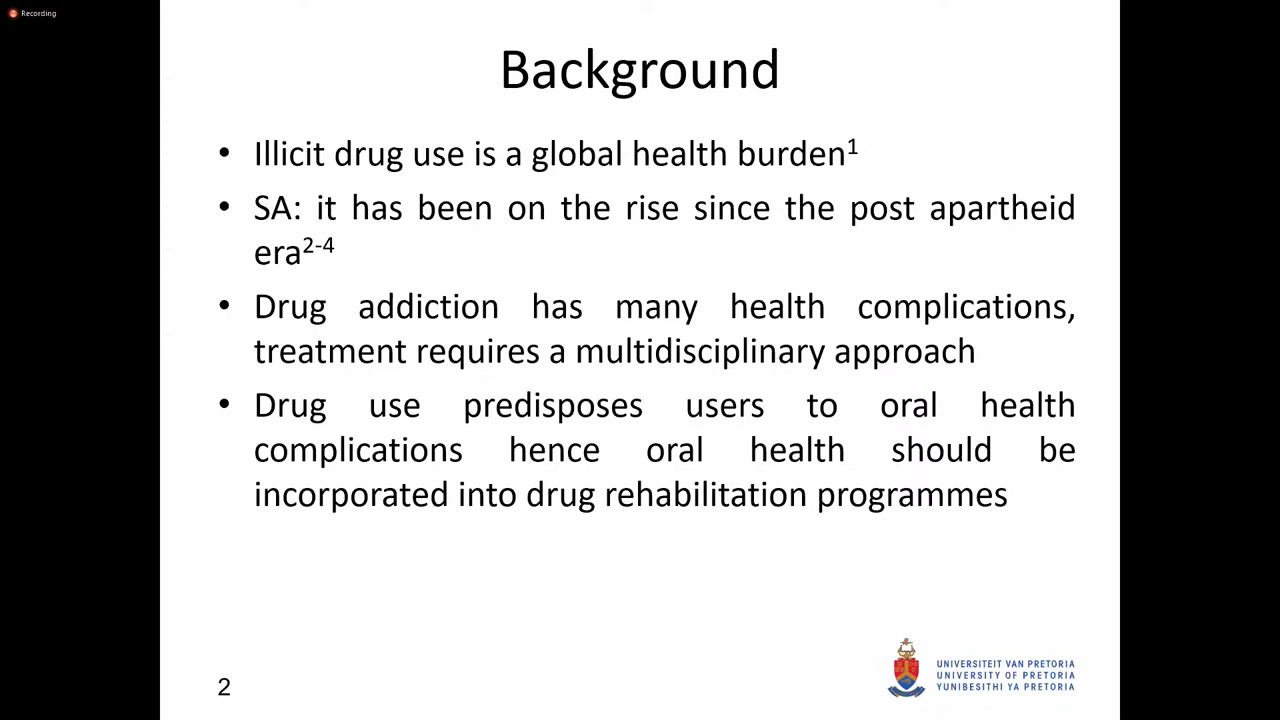 Recording
Background
• Illicit drug use is a global health burden¹
• SA: it has been on the rise since the post apartheid
era²⁻⁴
• Drug addiction has many health complications,
treatment requires a multidisciplinary approach
• Drug use predisposes users to oral health
complications hence oral health should be
incorporated into drug rehabilitation programmes
2
UNIVERSITEIT VAN PRETORIA
UNIVERSITY OF PRETORIA
YUNIBESITHI YA PRETORIA